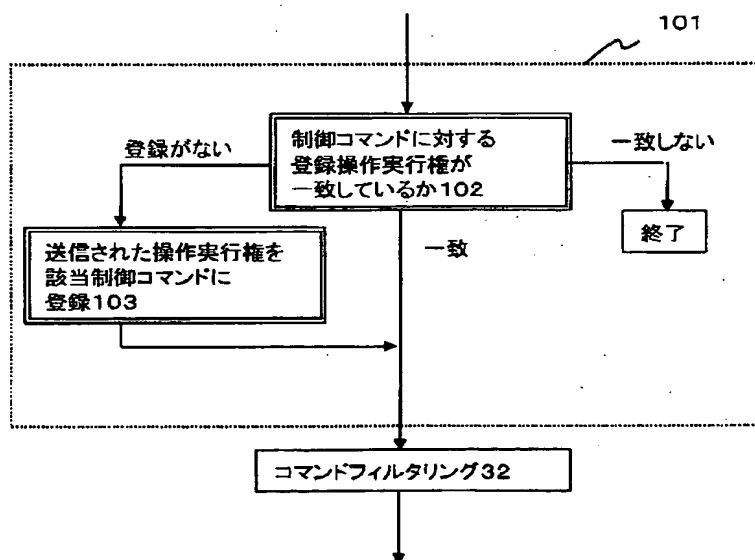 101
制御コマンドに対する
登録操作実行権が
一致しているか102
登録がない
一致しない
終了
送信された操作実行権を
該当制御コマンドに
登録103
一致
コマンドフィルタリング32